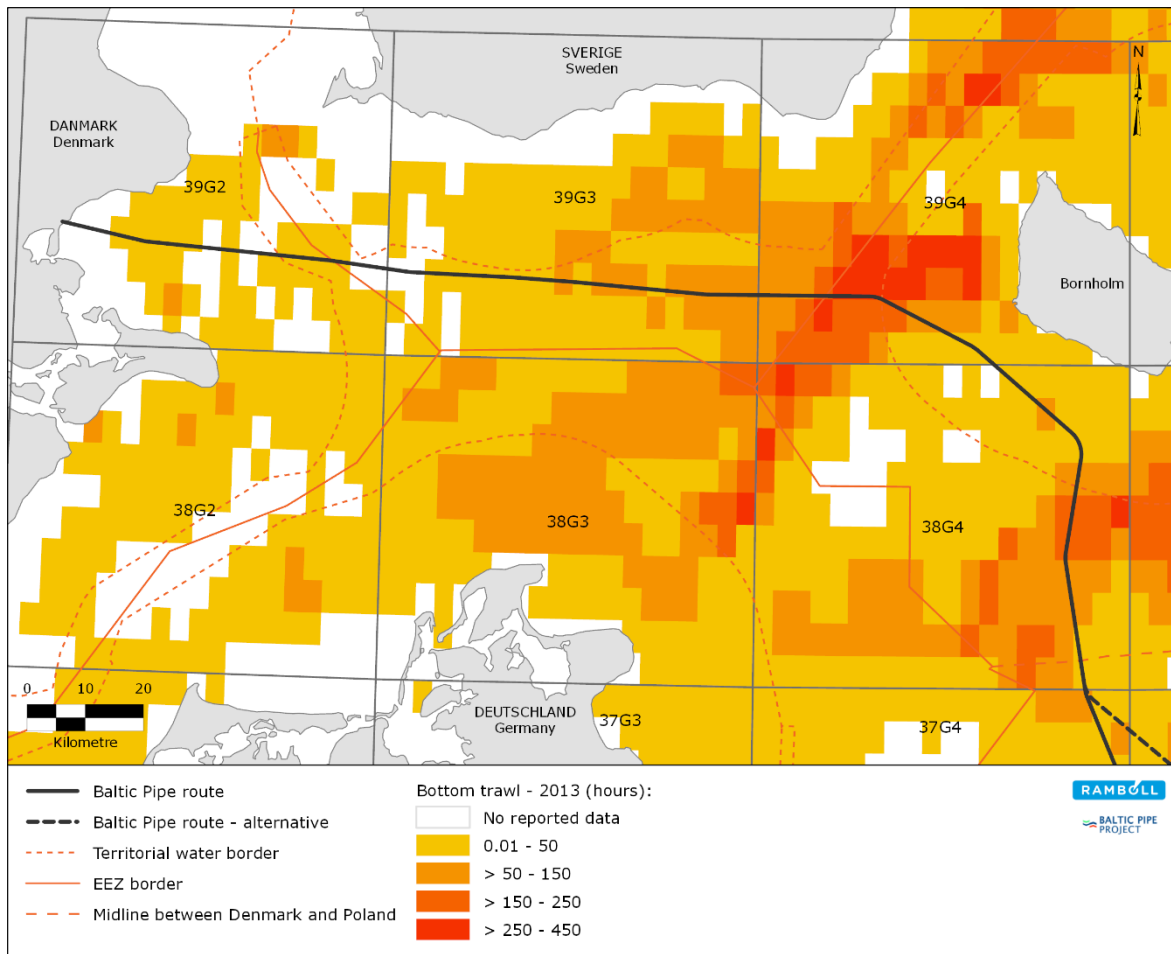 SVERIGE
Sweden
N
DANMARK
Denmark
39G2
39G3
39G4
Bornholm
38G2
38G3
38G4
0 10 20
Kilometre
DEUTSCHLAND
Germany
37G3
37G4
Baltic Pipe route
Baltic Pipe route - alternative
Territorial water border
EEZ border
Midline between Denmark and Poland
Bottom trawl - 2013 (hours):
No reported data
0.01 - 50
> 50 - 150
> 150 - 250
> 250 - 450
RAMBOLL
BALTIC PIPE
PROJECT